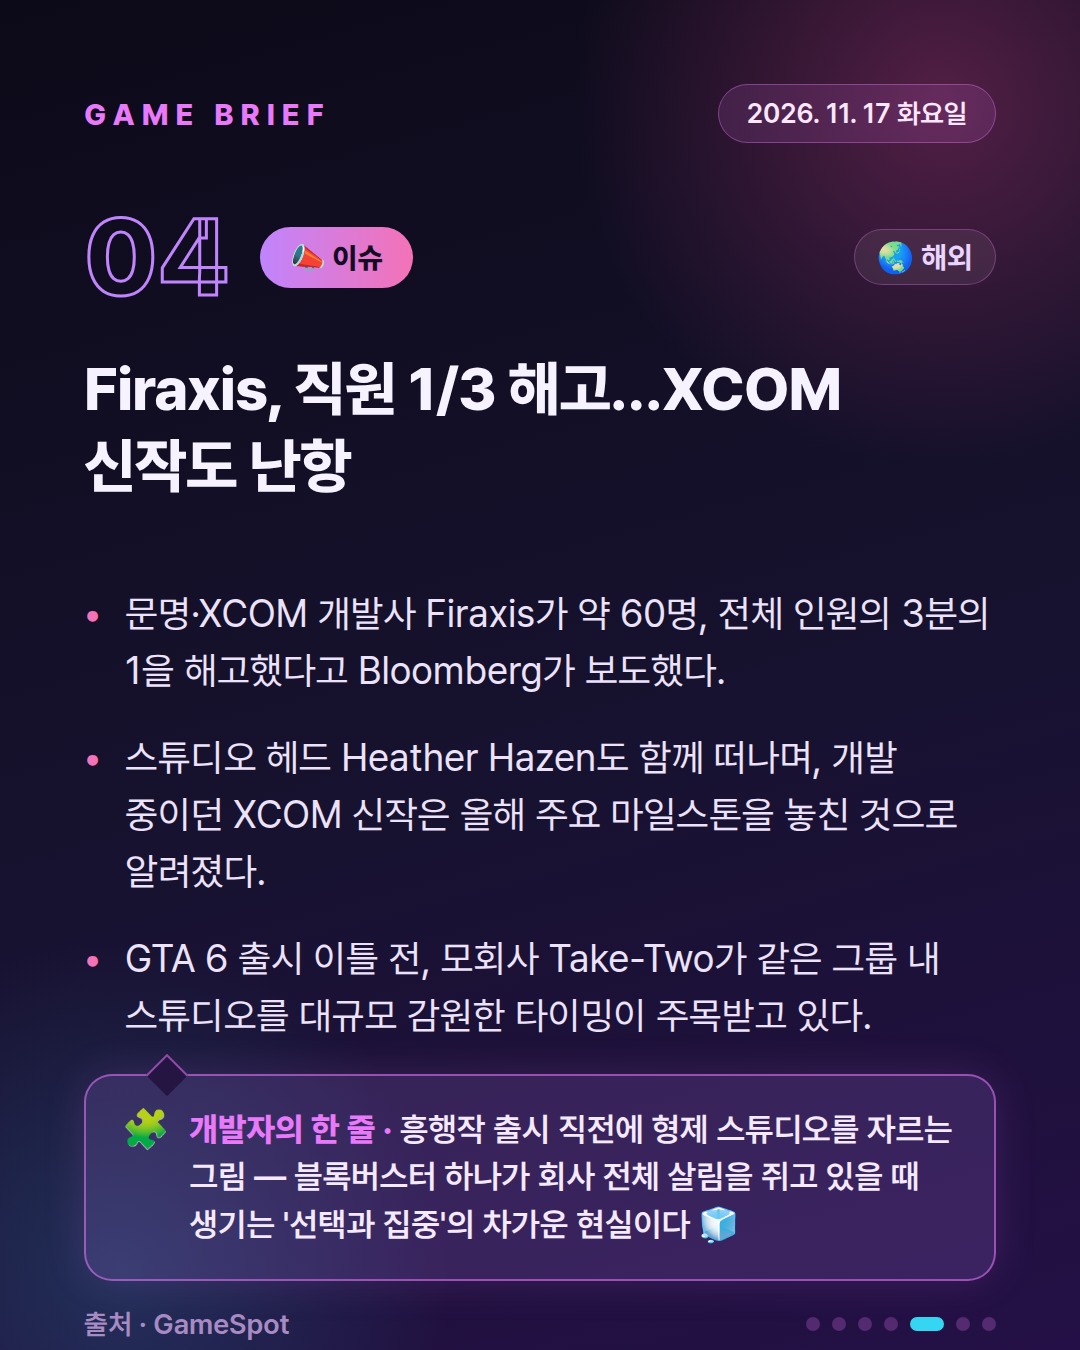 GAME BRIEF
2026. 11. 17 화요일
04
📣 이슈
🌏 해외
Firaxis, 직원 1/3 해고…XCOM
신작도 난항
• 문명·XCOM 개발사 Firaxis가 약 60명, 전체 인원의 3분의
1을 해고했다고 Bloomberg가 보도했다.
• 스튜디오 헤드 Heather Hazen도 함께 떠나며, 개발
중이던 XCOM 신작은 올해 주요 마일스톤을 놓친 것으로
알려졌다.
• GTA 6 출시 이틀 전, 모회사 Take-Two가 같은 그룹 내
스튜디오를 대규모 감원한 타이밍이 주목받고 있다.
🧩 개발자의 한 줄 · 흥행작 출시 직전에 형제 스튜디오를 자르는
그림 — 블록버스터 하나가 회사 전체 살림을 쥐고 있을 때
생기는 '선택과 집중'의 차가운 현실이다 🧊
출처 · GameSpot